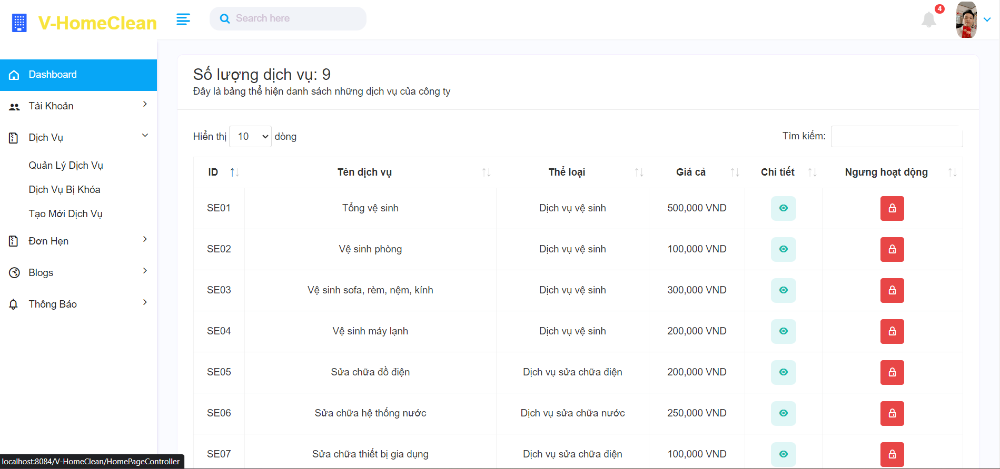 V-HomeClean
Search here
4
Dashboard
Tài Khoản
Dịch Vụ
Quản Lý Dịch Vụ
Dịch Vụ Bị Khóa
Tạo Mới Dịch Vụ
Đơn Hẹn
Blogs
Thông Báo
Số lượng dịch vụ: 9
Đây là bảng thể hiện danh sách những dịch vụ của công ty
Hiển thị 10 dòng
Tìm kiếm:
ID Tên dịch vụ Thể loại Giá cả Chi tiết Ngưng hoạt động
SE01 Tổng vệ sinh Dịch vụ vệ sinh 500,000 VND
SE02 Vệ sinh phòng Dịch vụ vệ sinh 100,000 VND
SE03 Vệ sinh sofa, rèm, nệm, kính Dịch vụ vệ sinh 300,000 VND
SE04 Vệ sinh máy lạnh Dịch vụ vệ sinh 200,000 VND
SE05 Sửa chữa đồ điện Dịch vụ sửa chữa điện 200,000 VND
SE06 Sửa chữa hệ thống nước Dịch vụ sửa chữa nước 250,000 VND
SE07 Sửa chữa thiết bị gia dụng Dịch vụ sửa chữa điện 100,000 VND
localhost:8084/V-HomeClean/HomePageController